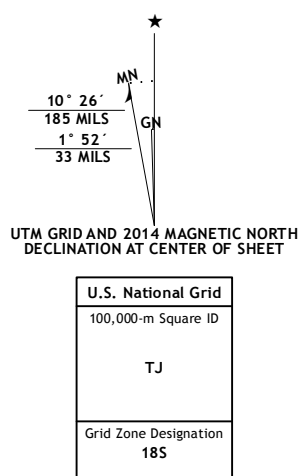 ★
MN
10° 26´
185 MILS
GN
1° 52´
33 MILS
UTM GRID AND 2014 MAGNETIC NORTH
DECLINATION AT CENTER OF SHEET
U.S. National Grid
100,000-m Square ID
TJ
Grid Zone Designation
18S